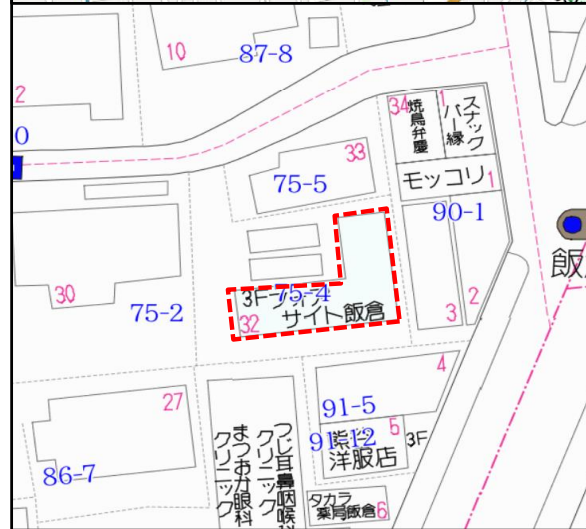 10
87-8
2
0
33
75-5
34
焼鳥弁慶
1
スナック
バー縁
モッコリ
1
90-1
飯
30
75-2
3F
75-4
サイト飯倉
32
3
2
4
27
86-7
91-5
91-12
5
3F
洋服店
つじ耳鼻咽喉科
クリニック
まつおか眼科
クリニック
タカラ
薬局飯倉
6